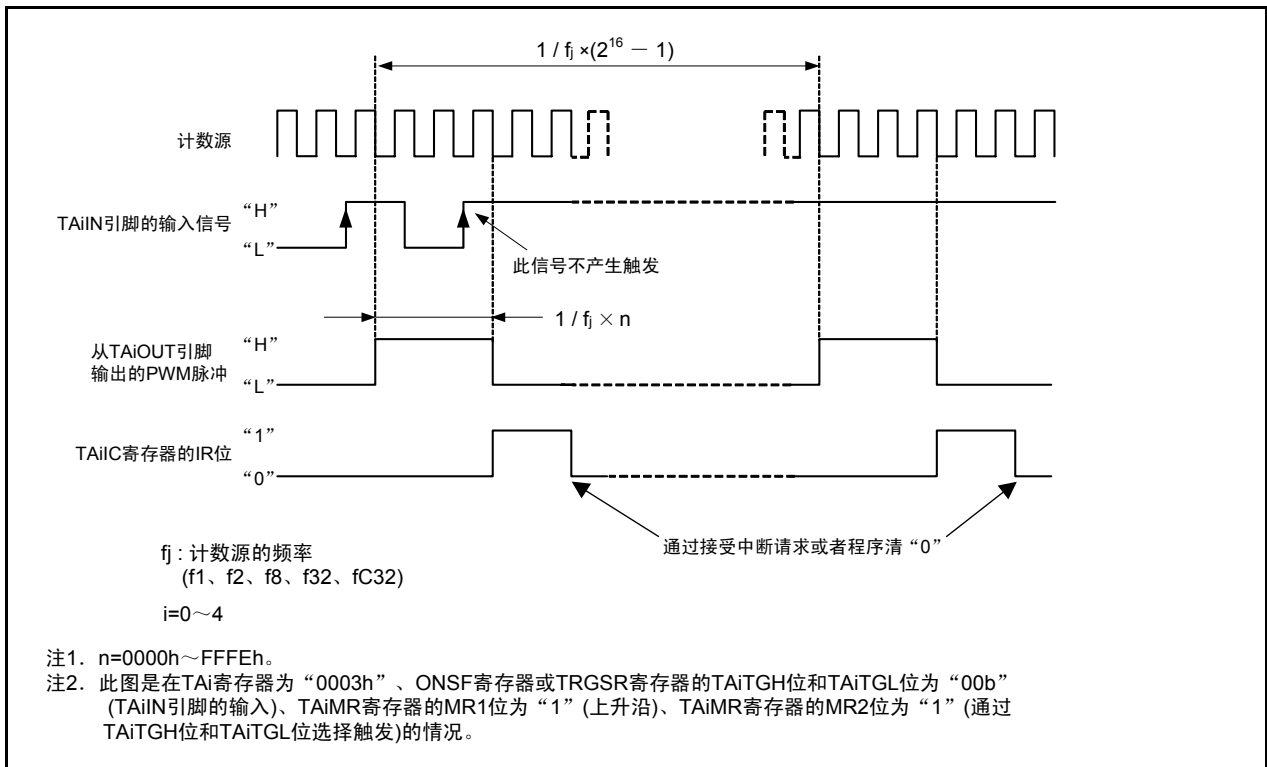 1 / fj ×(2^16 － 1)
计数源
TAiIN引脚的输入信号
“H”
“L”
此信号不产生触发
1 / fj × n
从TAiOUT引脚
输出的PWM脉冲
“H”
“L”
TAiIC寄存器的IR位
“1”
“0”
通过接受中断请求或者程序清“0”
fj : 计数源的频率
(f1、f2、f8、f32、fC32)
i=0～4
注1. n=0000h～FFFEh。
注2. 此图是在TAi寄存器为“0003h”、ONSF寄存器或TRGSR寄存器的TAiTGH位和TAiTGL位为“00b”
(TAiIN引脚的输入)、TAiMR寄存器的MR1位为“1”(上升沿)、TAiMR寄存器的MR2位为“1”(通过
TAiTGH位和TAiTGL位选择触发)的情况。